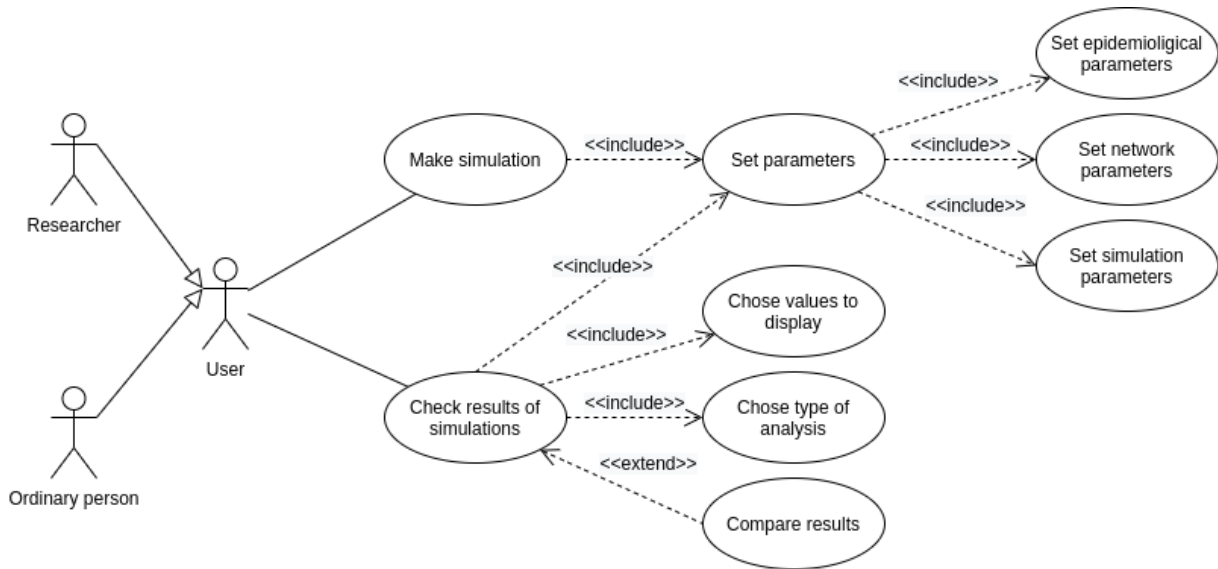 Set epidemioligical
parameters
<<include>>
Researcher
Make simulation
<<include>>
Set parameters
<<include>>
Set network
parameters
<<include>>
Set simulation
parameters
<<include>>
User
Chose values to
display
<<include>>
Check results of
simulations
<<include>>
Chose type of
analysis
<<extend>>
Ordinary person
Compare results